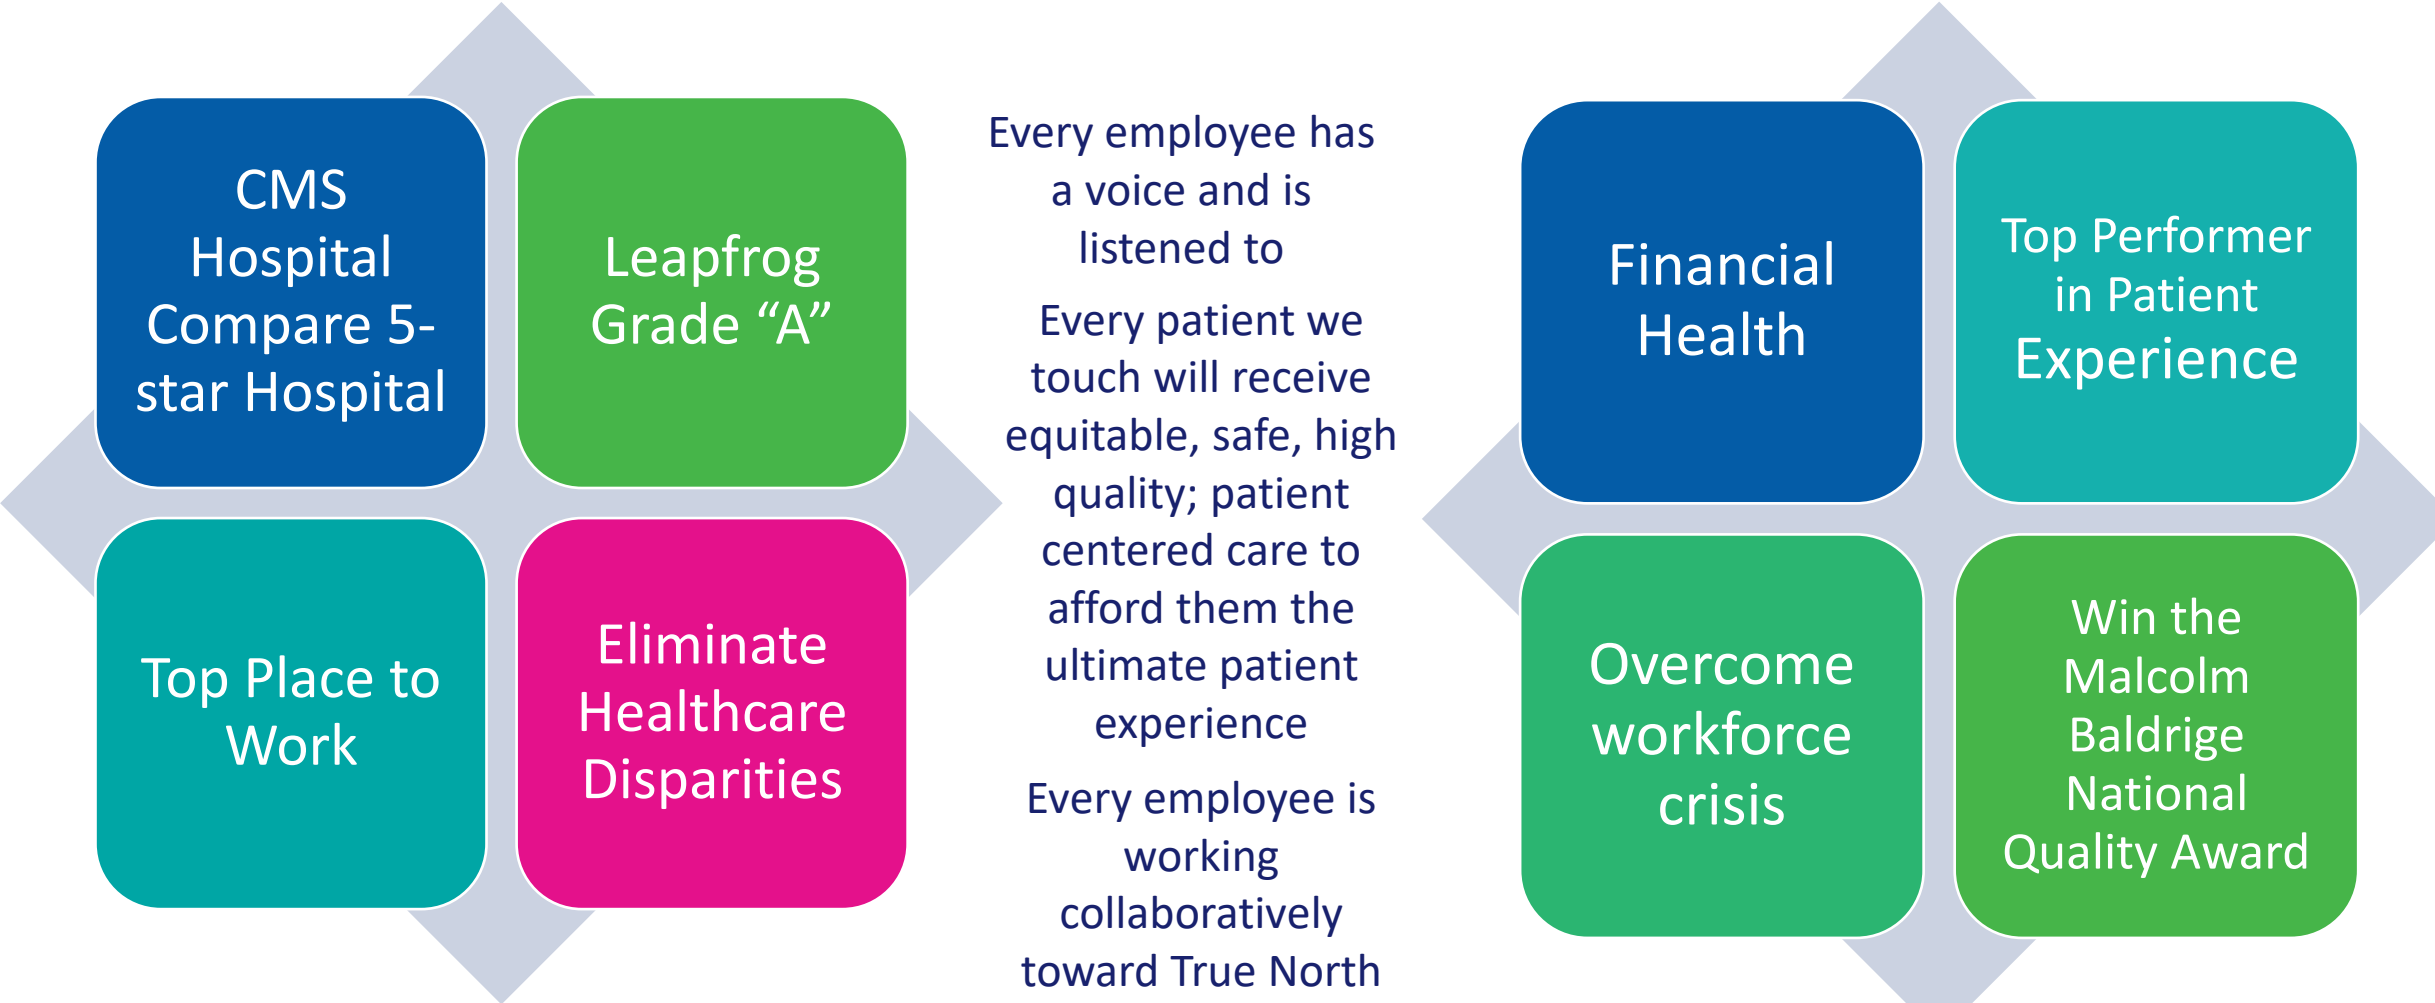 CMS
Hospital
Compare 5-
star Hospital
Leapfrog
Grade “A”
Top Place to
Work
Eliminate
Healthcare
Disparities
Every employee has
a voice and is
listened to
Every patient we
touch will receive
equitable, safe, high
quality; patient
centered care to
afford them the
ultimate patient
experience
Every employee is
working
collaboratively
toward True North
Financial
Health
Top Performer
in Patient
Experience
Overcome
workforce
crisis
Win the
Malcolm
Baldrige
National
Quality Award